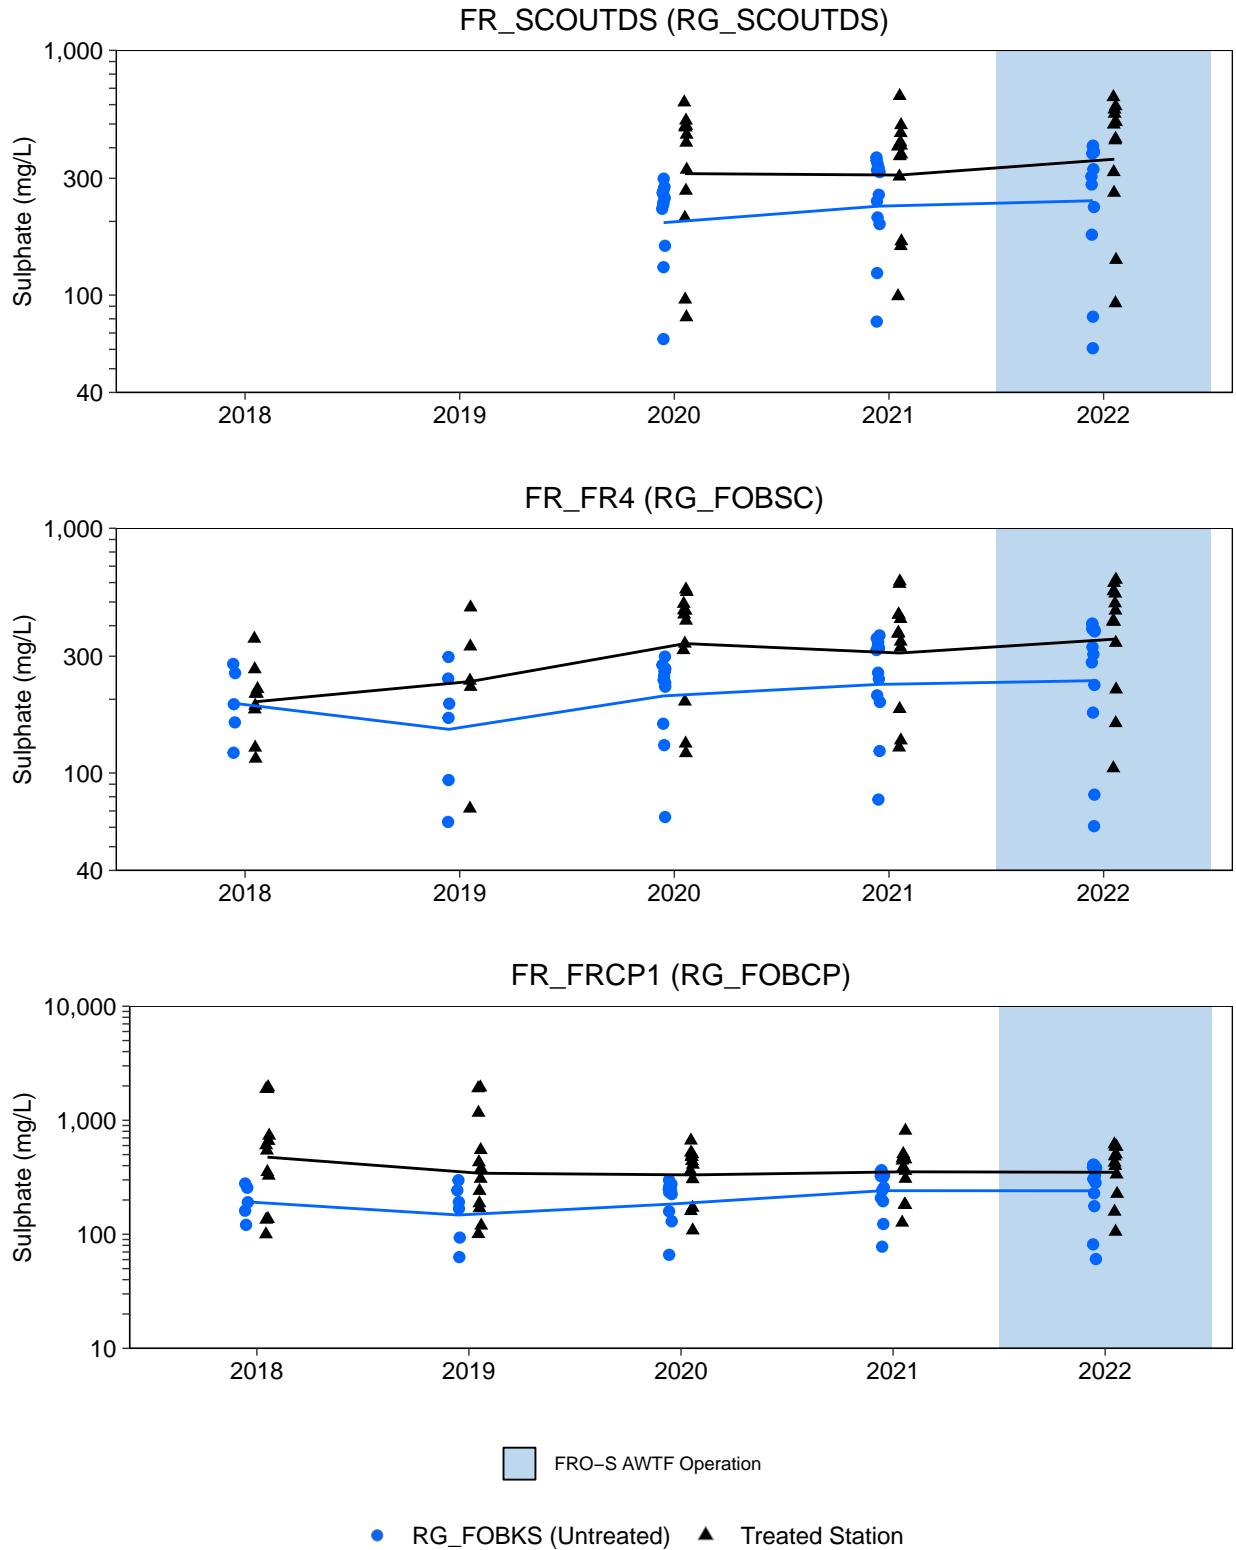 FR_SCOUTDS (RG_SCOUTDS)
1,000
300
100
40
Sulphate (mg/L)
2018 2019 2020 2021 2022
FR_FR4 (RG_FOBSC)
1,000
300
100
40
Sulphate (mg/L)
2018 2019 2020 2021 2022
FR_FRCP1 (RG_FOBCP)
10,000
1,000
100
10
Sulphate (mg/L)
2018 2019 2020 2021 2022
FRO−S AWTF Operation
RG_FOBKS (Untreated) Treated Station